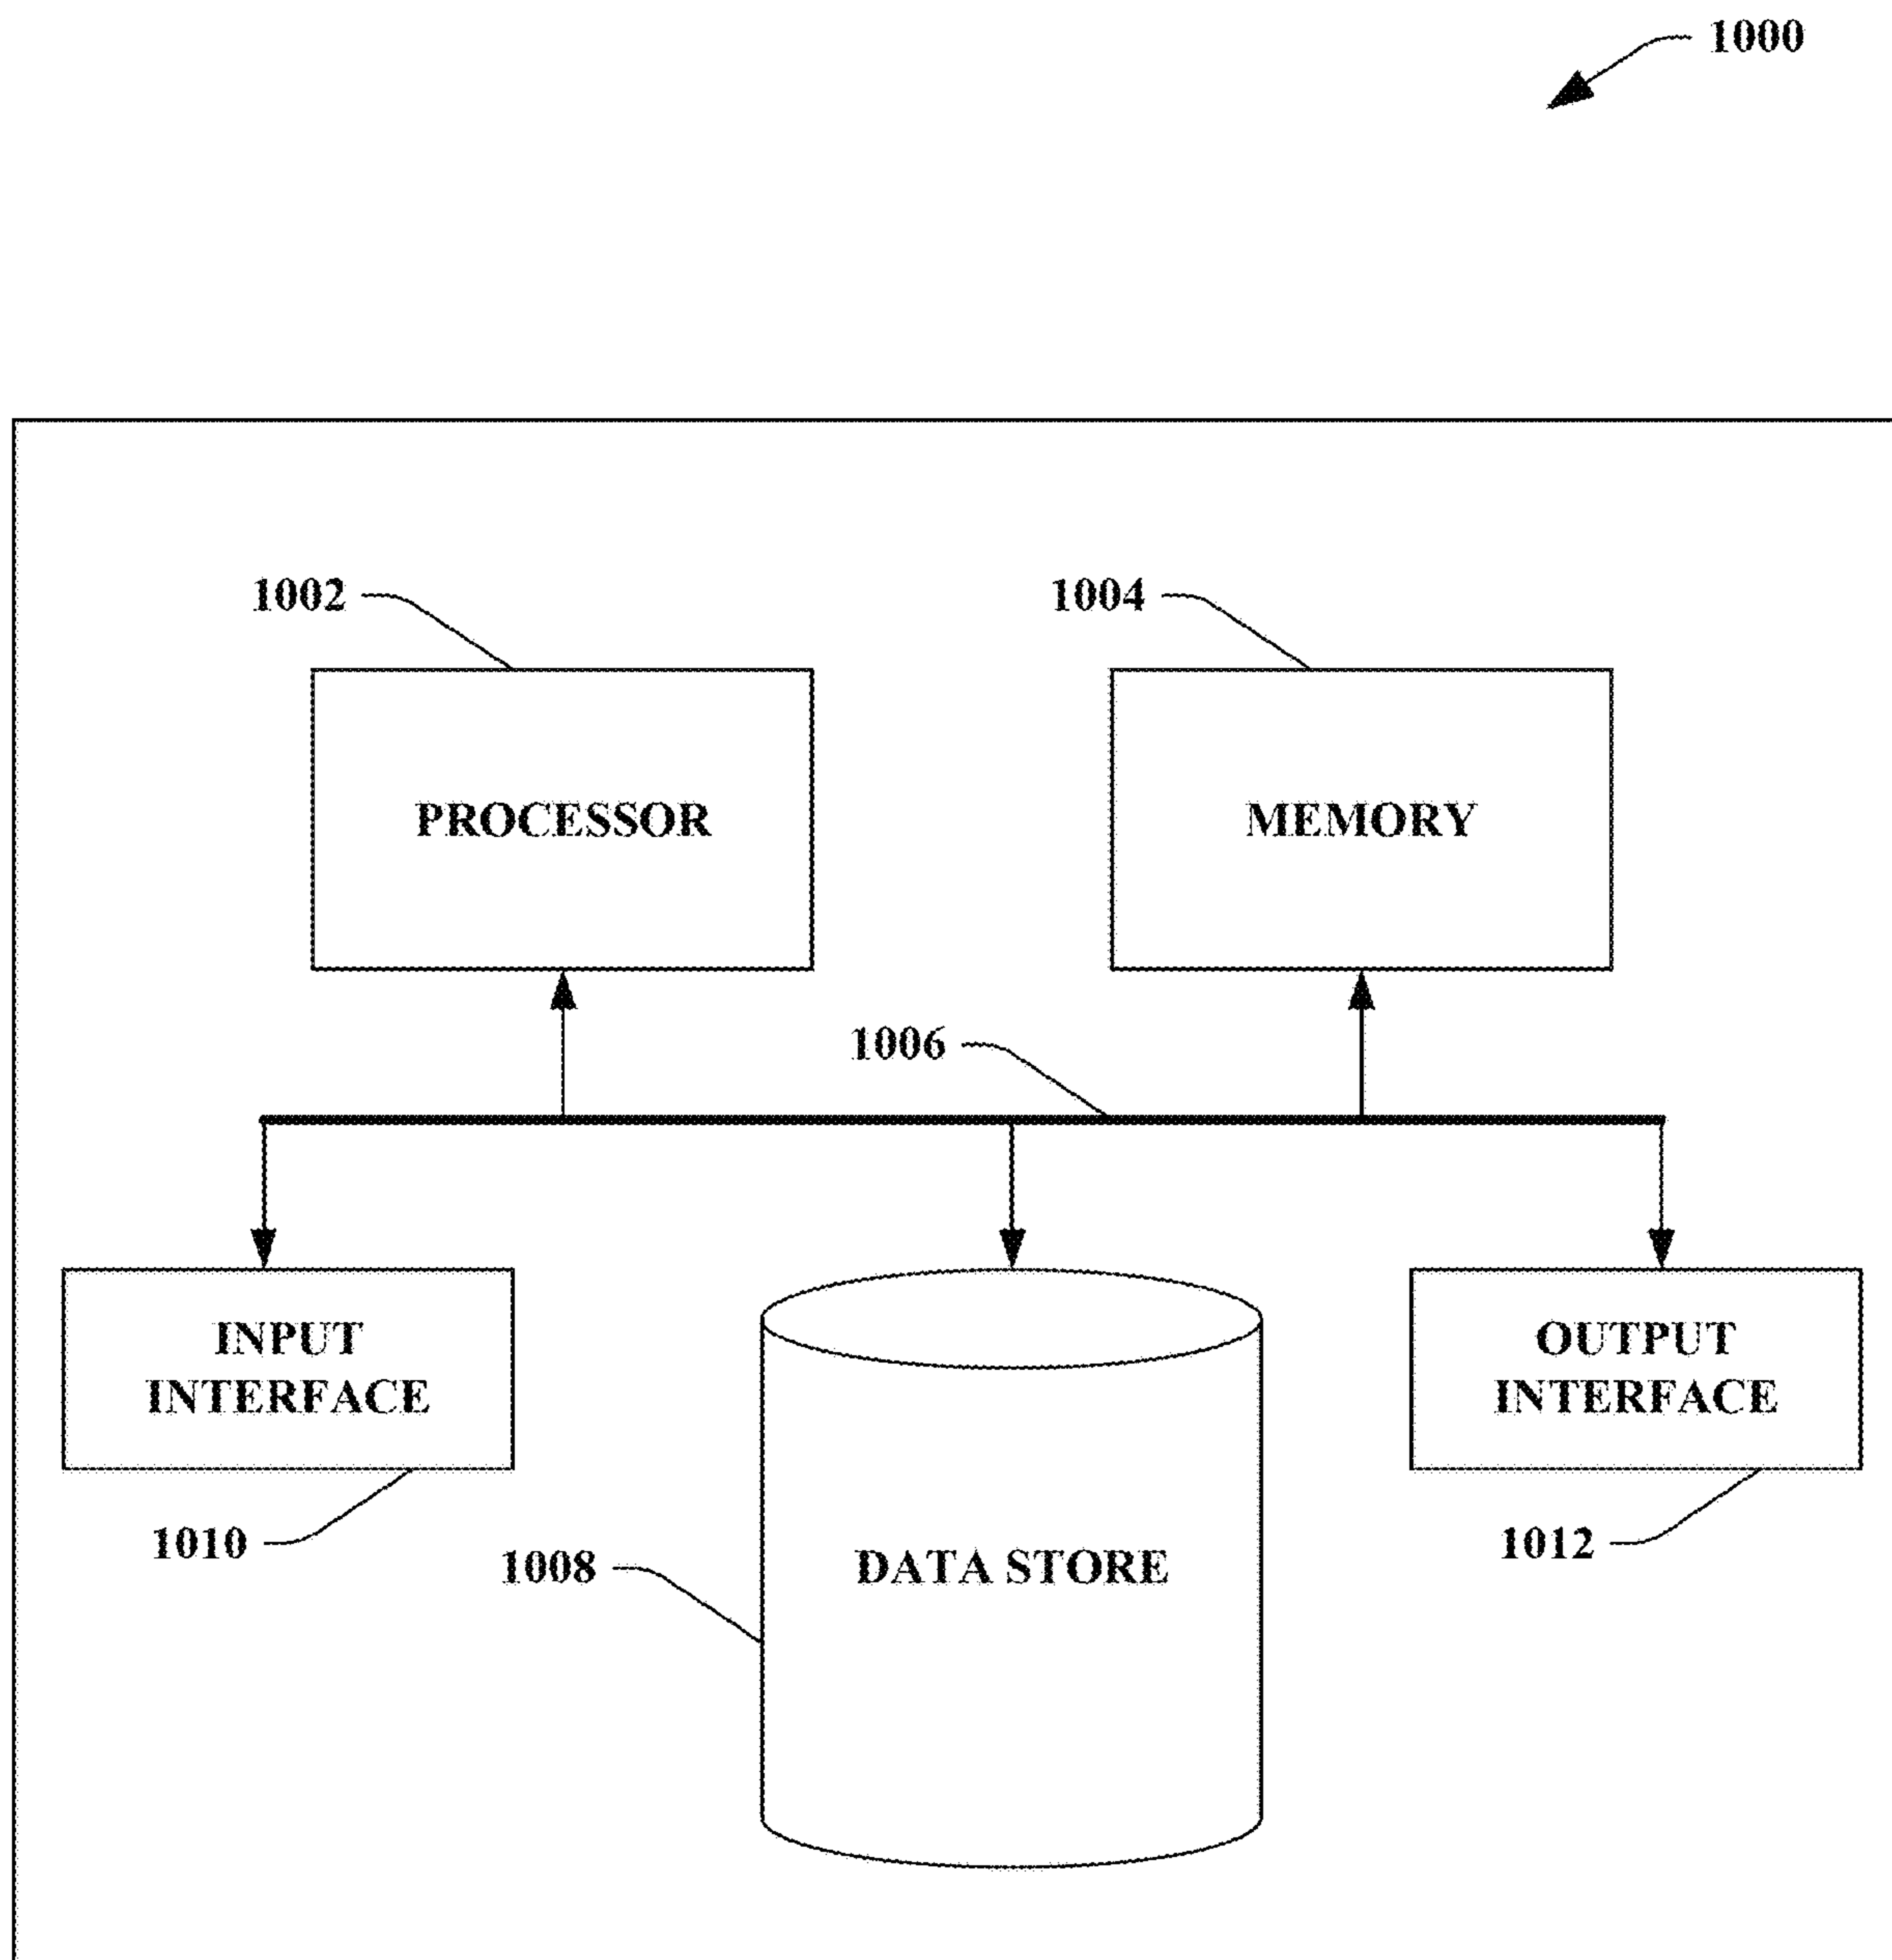 1000
1002
1004
PROCESSOR
MEMORY
1006
INPUT
INTERFACE
OUTPUT
INTERFACE
1010
1008
DATA STORE
1012